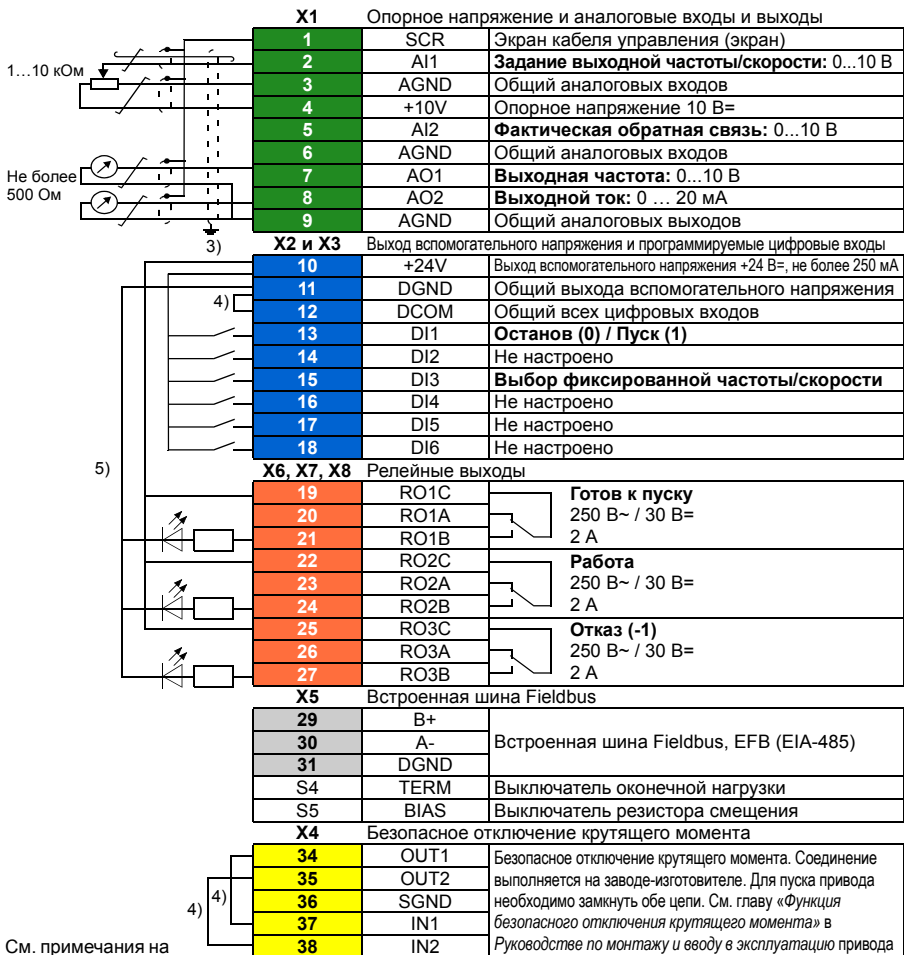 X1 Опорное напряжение и аналоговые входы и выходы
1 SCR Экран кабеля управления (экран)
1…10 кОм
2 AI1 Задание выходной частоты/скорости: 0...10 В
3 AGND Общий аналоговых входов
4 +10V Опорное напряжение 10 В=
5 AI2 Фактическая обратная связь: 0...10 В
6 AGND Общий аналоговых входов
Не более
500 Ом
7 AO1 Выходная частота: 0...10 В
8 AO2 Выходной ток: 0 … 20 мА
9 AGND Общий аналоговых выходов
3)
X2 и X3 Выход вспомогательного напряжения и программируемые цифровые входы
10 +24V Выход вспомогательного напряжения +24 В=, не более 250 мА
11 DGND Общий выхода вспомогательного напряжения
4)
12 DCOM Общий всех цифровых входов
13 DI1 Останов (0) / Пуск (1)
14 DI2 Не настроено
15 DI3 Выбор фиксированной частоты/скорости
16 DI4 Не настроено
17 DI5 Не настроено
18 DI6 Не настроено
5)
X6, X7, X8 Релейные выходы
19 RO1C Готов к пуску
20 RO1A 250 В~ / 30 В=
21 RO1B 2 А
22 RO2C Работа
23 RO2A 250 В~ / 30 В=
24 RO2B 2 А
25 RO3C Отказ (-1)
26 RO3A 250 В~ / 30 В=
27 RO3B 2 А
X5 Встроенная шина Fieldbus
29 B+
30 A- Встроенная шина Fieldbus, EFB (EIA-485)
31 DGND
S4 TERM Выключатель оконечной нагрузки
S5 BIAS Выключатель резистора смещения
X4 Безопасное отключение крутящего момента
34 OUT1 Безопасное отключение крутящего момента. Соединение
35 OUT2 выполняется на заводе-изготовителе. Для пуска привода
4) 4)
36 SGND необходимо замкнуть обе цепи. См. главу «Функция
37 IN1 безопасного отключения крутящего момента» в
38 IN2 Руководстве по монтажу и вводу в эксплуатацию привода
См. примечания на